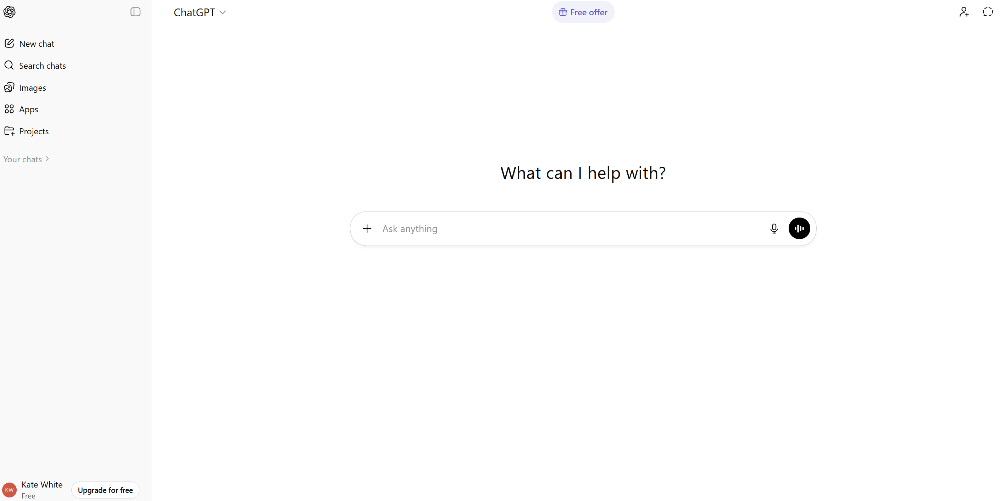 ChatGPT
Free offer
New chat
Search chats
Images
Apps
Projects
Your chats
What can I help with?
Ask anything
KW
Kate White
Free
Upgrade for free